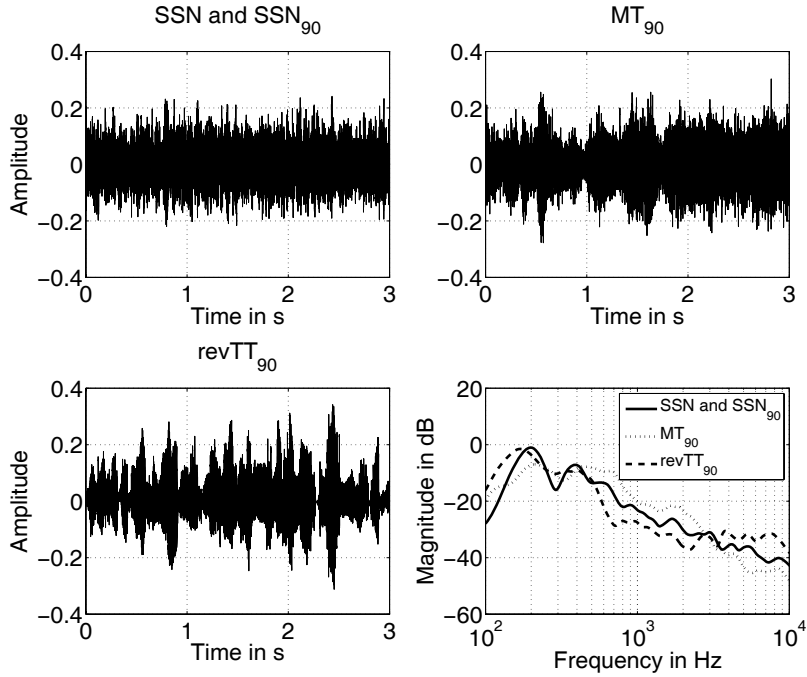 SSN and SSN90
0.4
0.2
0
−0.2
−0.4
Amplitude
0 1 2 3
Time in s
MT90
0.4
0.2
0
−0.2
−0.4
Amplitude
0 1 2 3
Time in s
revTT90
0.4
0.2
0
−0.2
−0.4
Amplitude
0 1 2 3
Time in s
20
0
−20
−40
−60
Magnitude in dB
SSN and SSN90
MT90
revTT90
10^2 10^3 10^4
Frequency in Hz